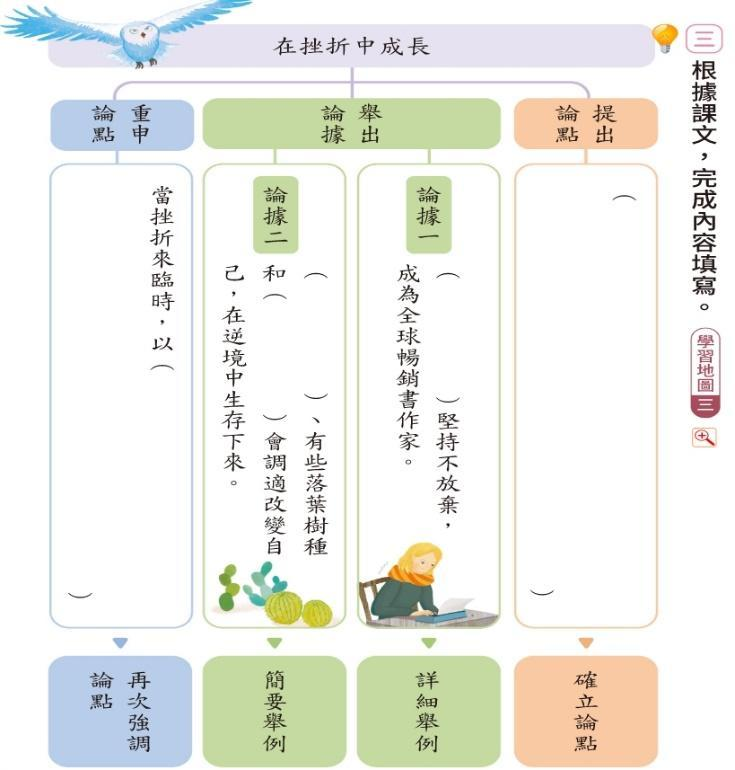 三
根據課文，完成內容填寫。
學習地圖 三
在挫折中成長
提出
論點
舉出
論據
重申
論點
（
）
論據一
（　　　）堅持不放棄，
成為全球暢銷書作家。
論據二
（　　　）、有些落葉樹種
和（　　　）會調適改變自
己，在逆境中生存下來。
當挫折來臨時，以（
）
確立論點
詳細舉例
簡要舉例
再次強調
論點